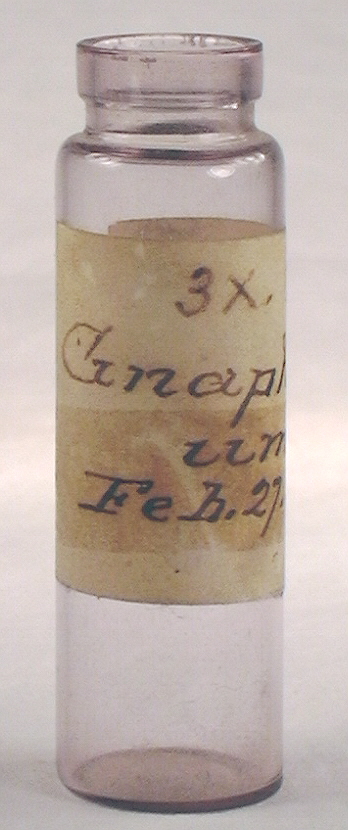 3x.
Gnaph
ium
Feb. 27.